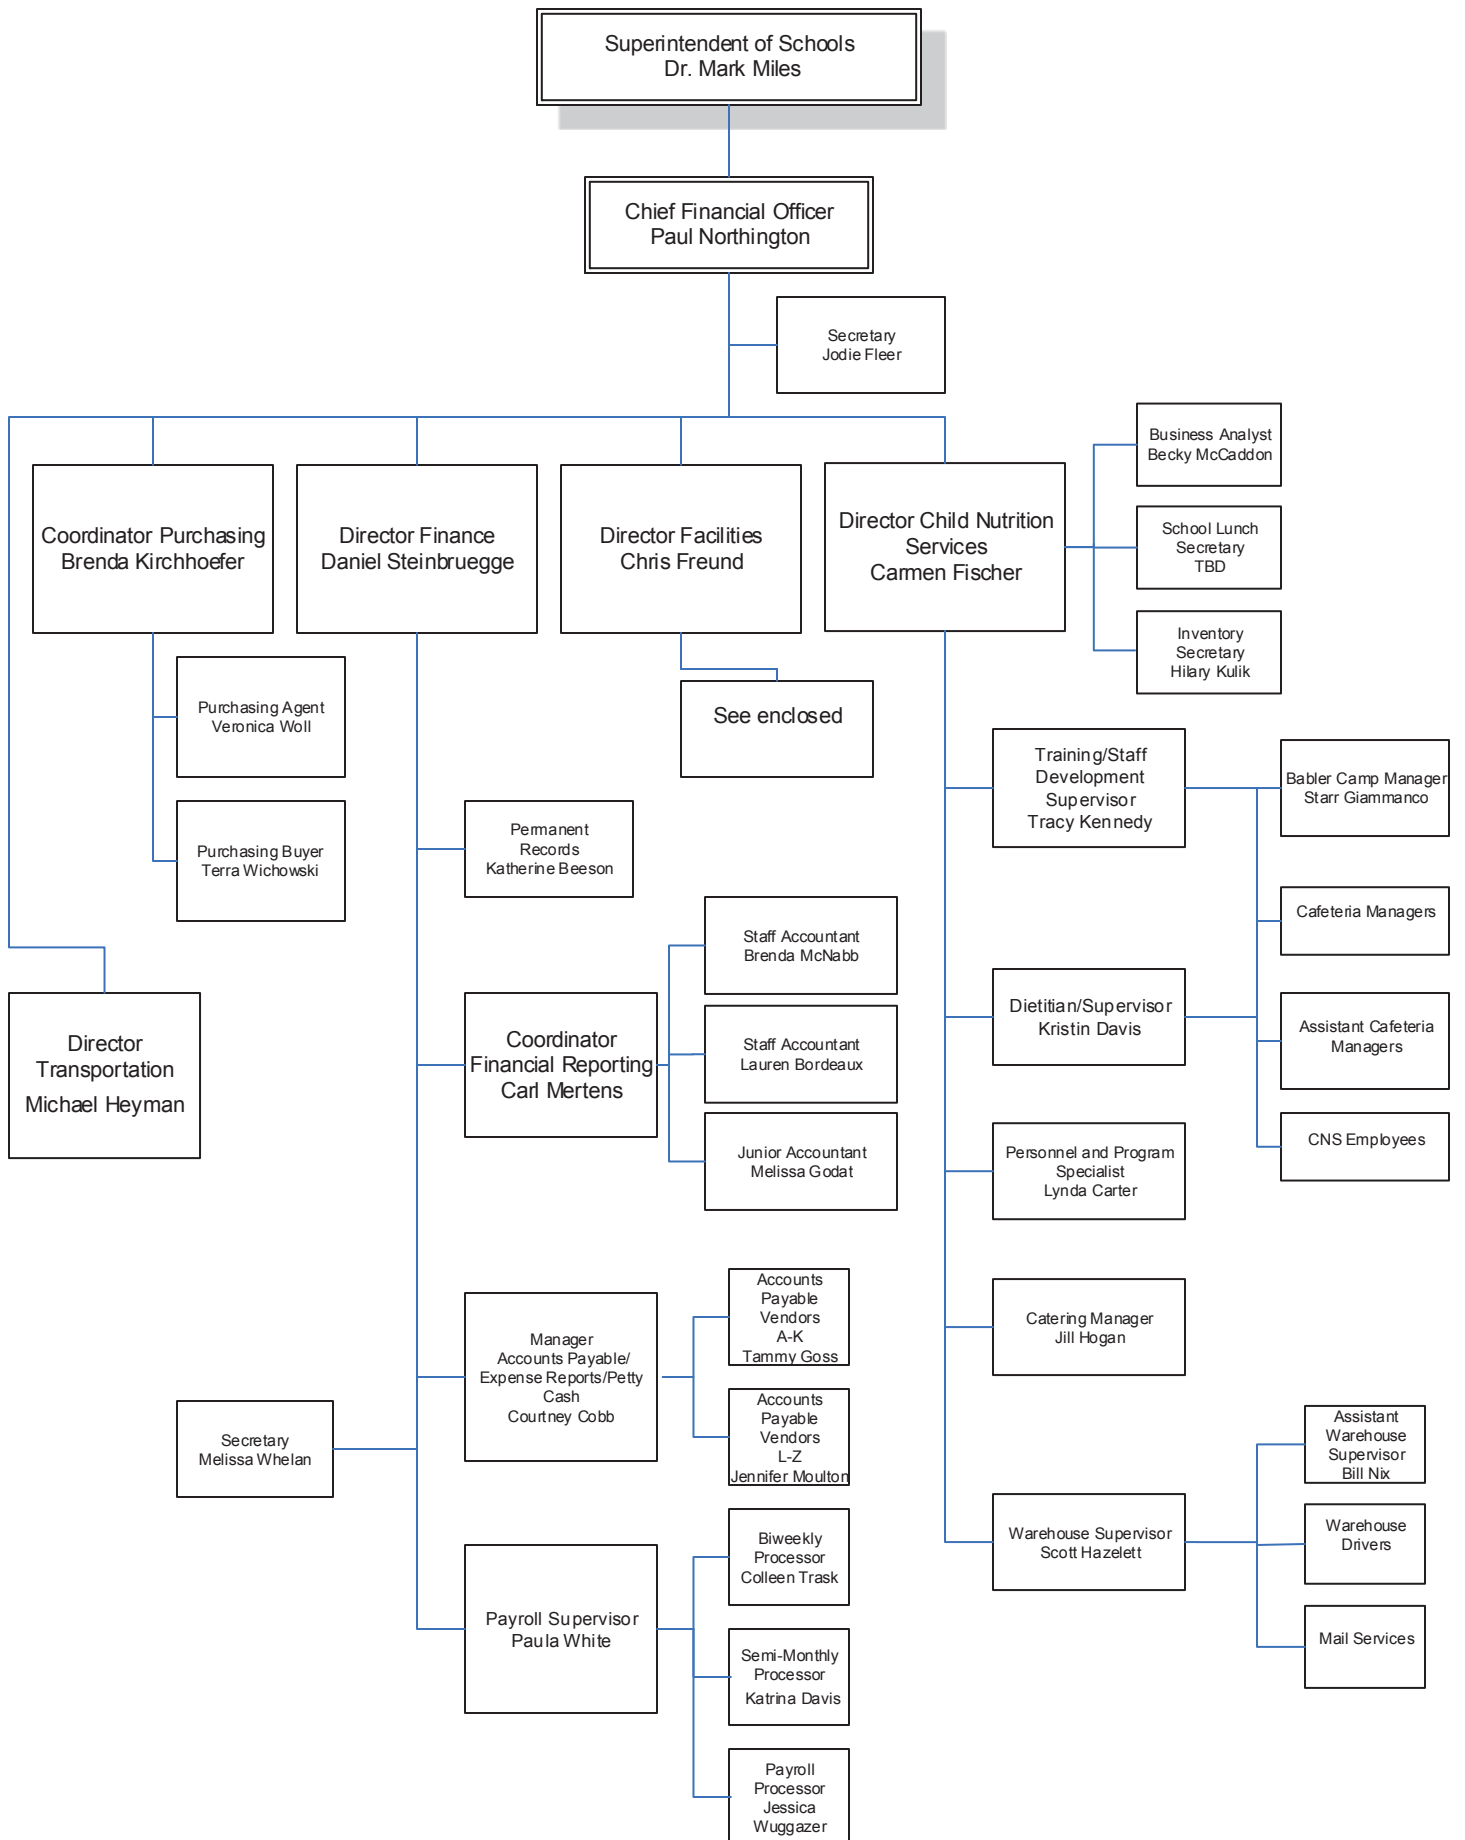 Superintendent of Schools
Dr. Mark Miles
Chief Financial Officer
Paul Northington
Secretary
Jodie Fleer
Business Analyst
Becky McCaddon
School Lunch
Secretary
TBD
Inventory
Secretary
Hilary Kulik
Coordinator Purchasing
Brenda Kirchhoefer
Director Finance
Daniel Steinbruegge
Director Facilities
Chris Freund
Director Child Nutrition
Services
Carmen Fischer
Purchasing Agent
Veronica Woll
Purchasing Buyer
Terra Wichowski
See enclosed
Director
Transportation
Michael Heyman
Permanent
Records
Katherine Beeson
Coordinator
Financial Reporting
Carl Mertens
Staff Accountant
Brenda McNabb
Staff Accountant
Lauren Bordeaux
Junior Accountant
Melissa Godat
Manager
Accounts Payable/
Expense Reports/Petty
Cash
Courtney Cobb
Accounts
Payable
Vendors
A-K
Tammy Goss
Accounts
Payable
Vendors
L-Z
Jennifer Moulton
Secretary
Melissa Whelan
Payroll Supervisor
Paula White
Biweekly
Processor
Colleen Trask
Semi-Monthly
Processor
Katrina Davis
Payroll
Processor
Jessica
Wuggazer
Training/Staff
Development
Supervisor
Tracy Kennedy
Babler Camp Manager
Starr Giammanco
Cafeteria Managers
Dietitian/Supervisor
Kristin Davis
Assistant Cafeteria
Managers
CNS Employees
Personnel and Program
Specialist
Lynda Carter
Catering Manager
Jill Hogan
Warehouse Supervisor
Scott Hazelett
Assistant
Warehouse
Supervisor
Bill Nix
Warehouse
Drivers
Mail Services